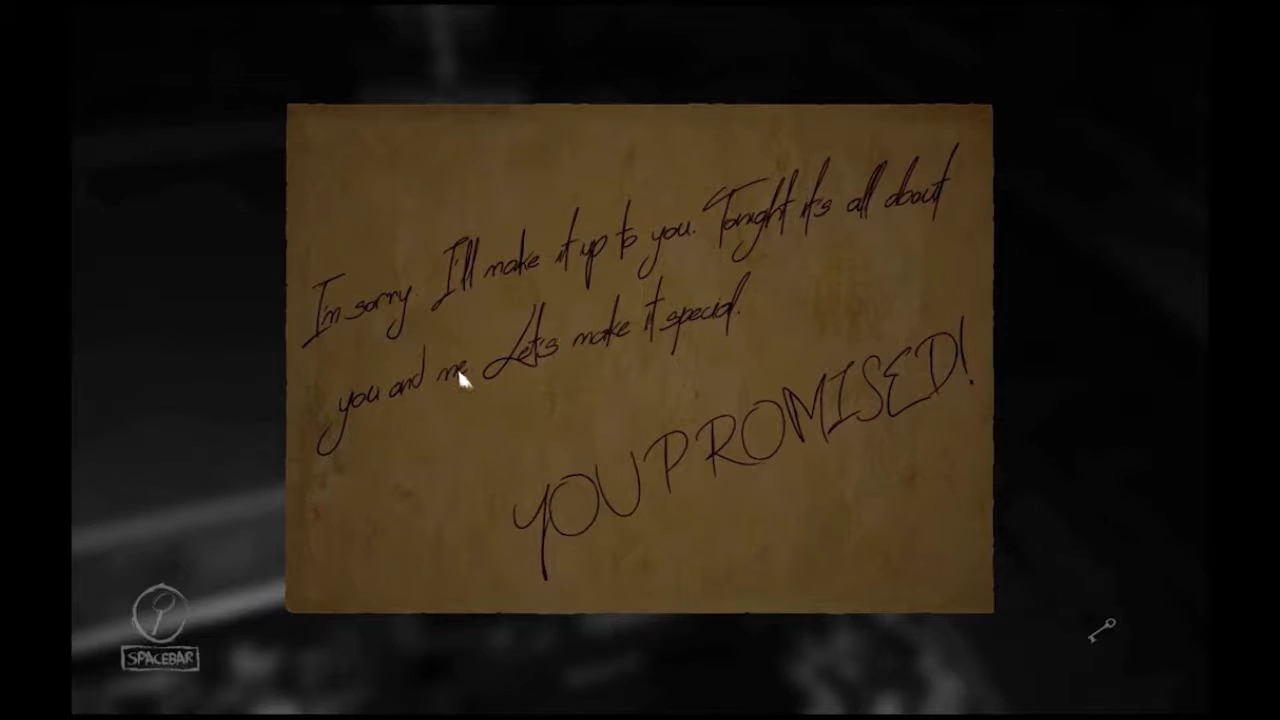 I'm sorry. I'll make it up to you. Tonight it's all about
you and me. Let's make it special.
YOU PROMISED!
SPACEBAR